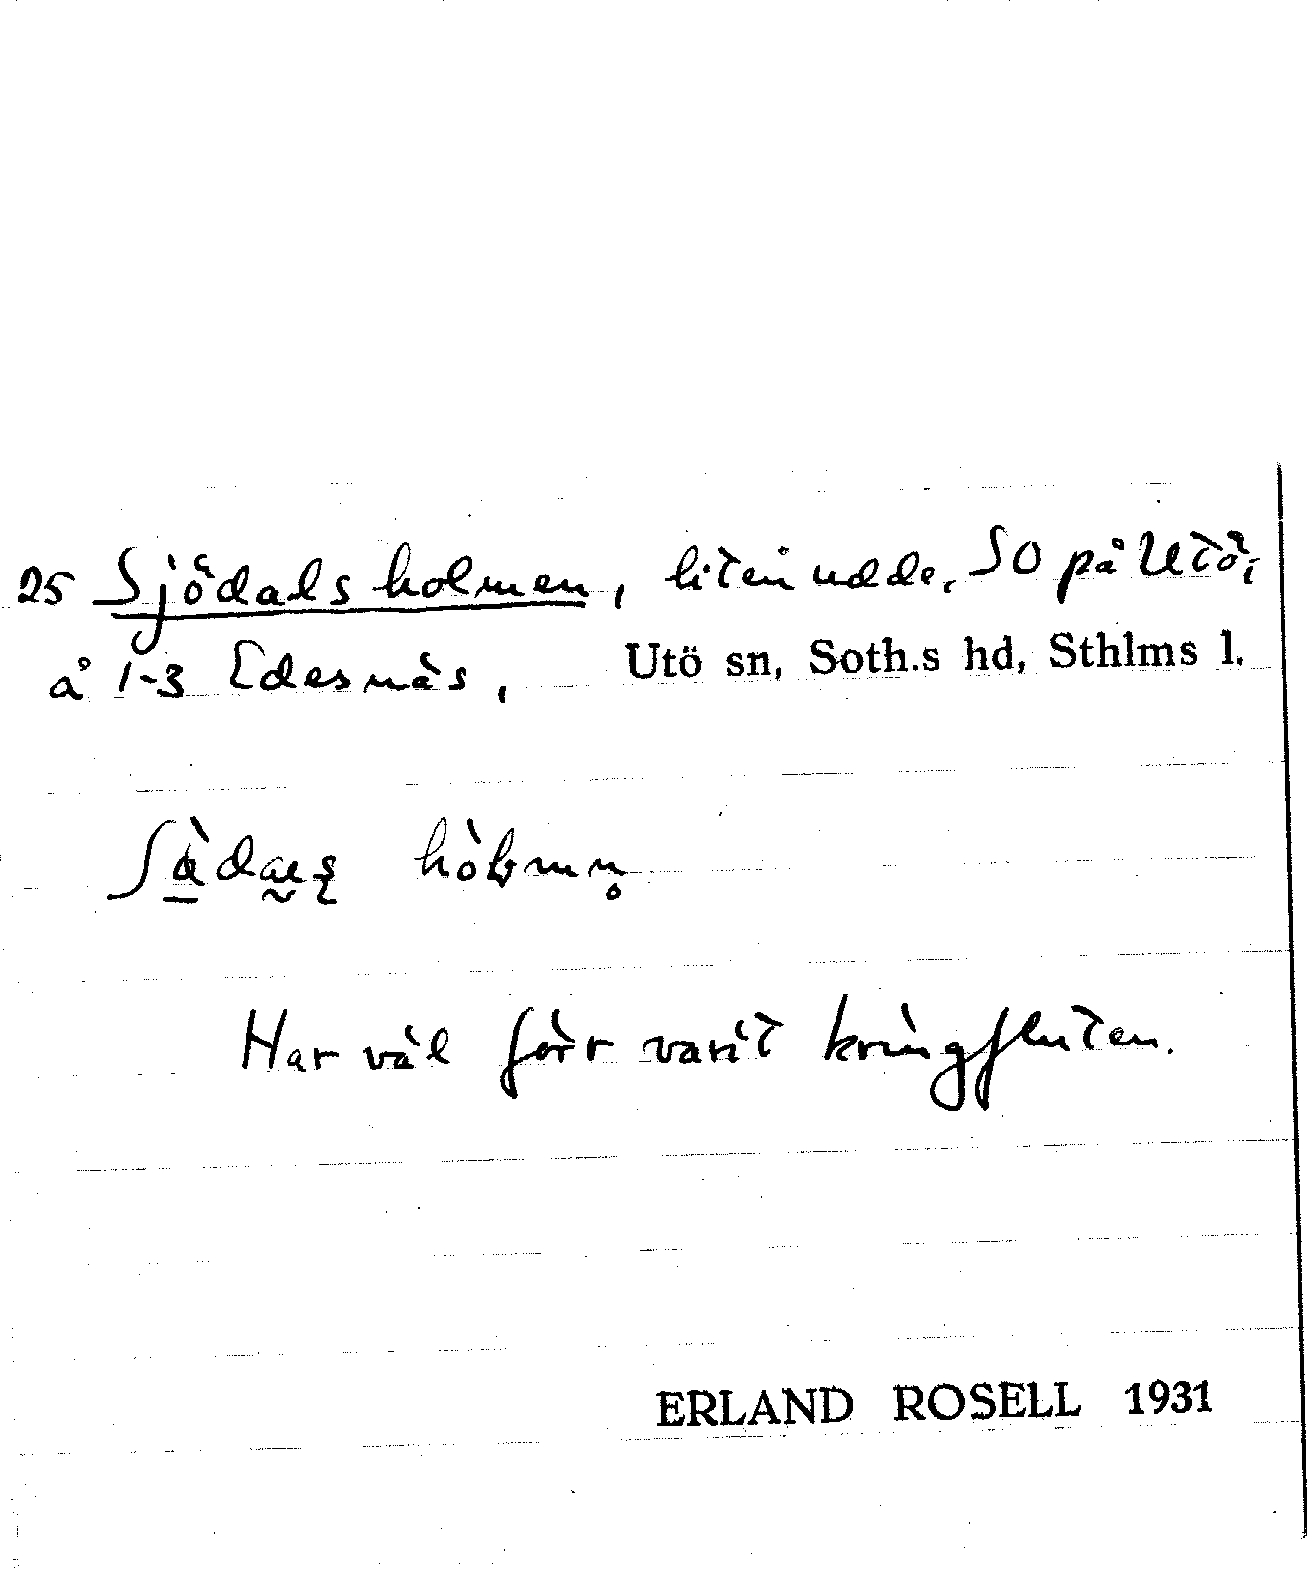 25 Sjödalsholmen, liten udde, SO på Utö,
å 1-3 Edesnäs, Utö sn, Soth.s hd, Sthlms l.
Har väl förr varit kringfluten.
ERLAND ROSELL 1931